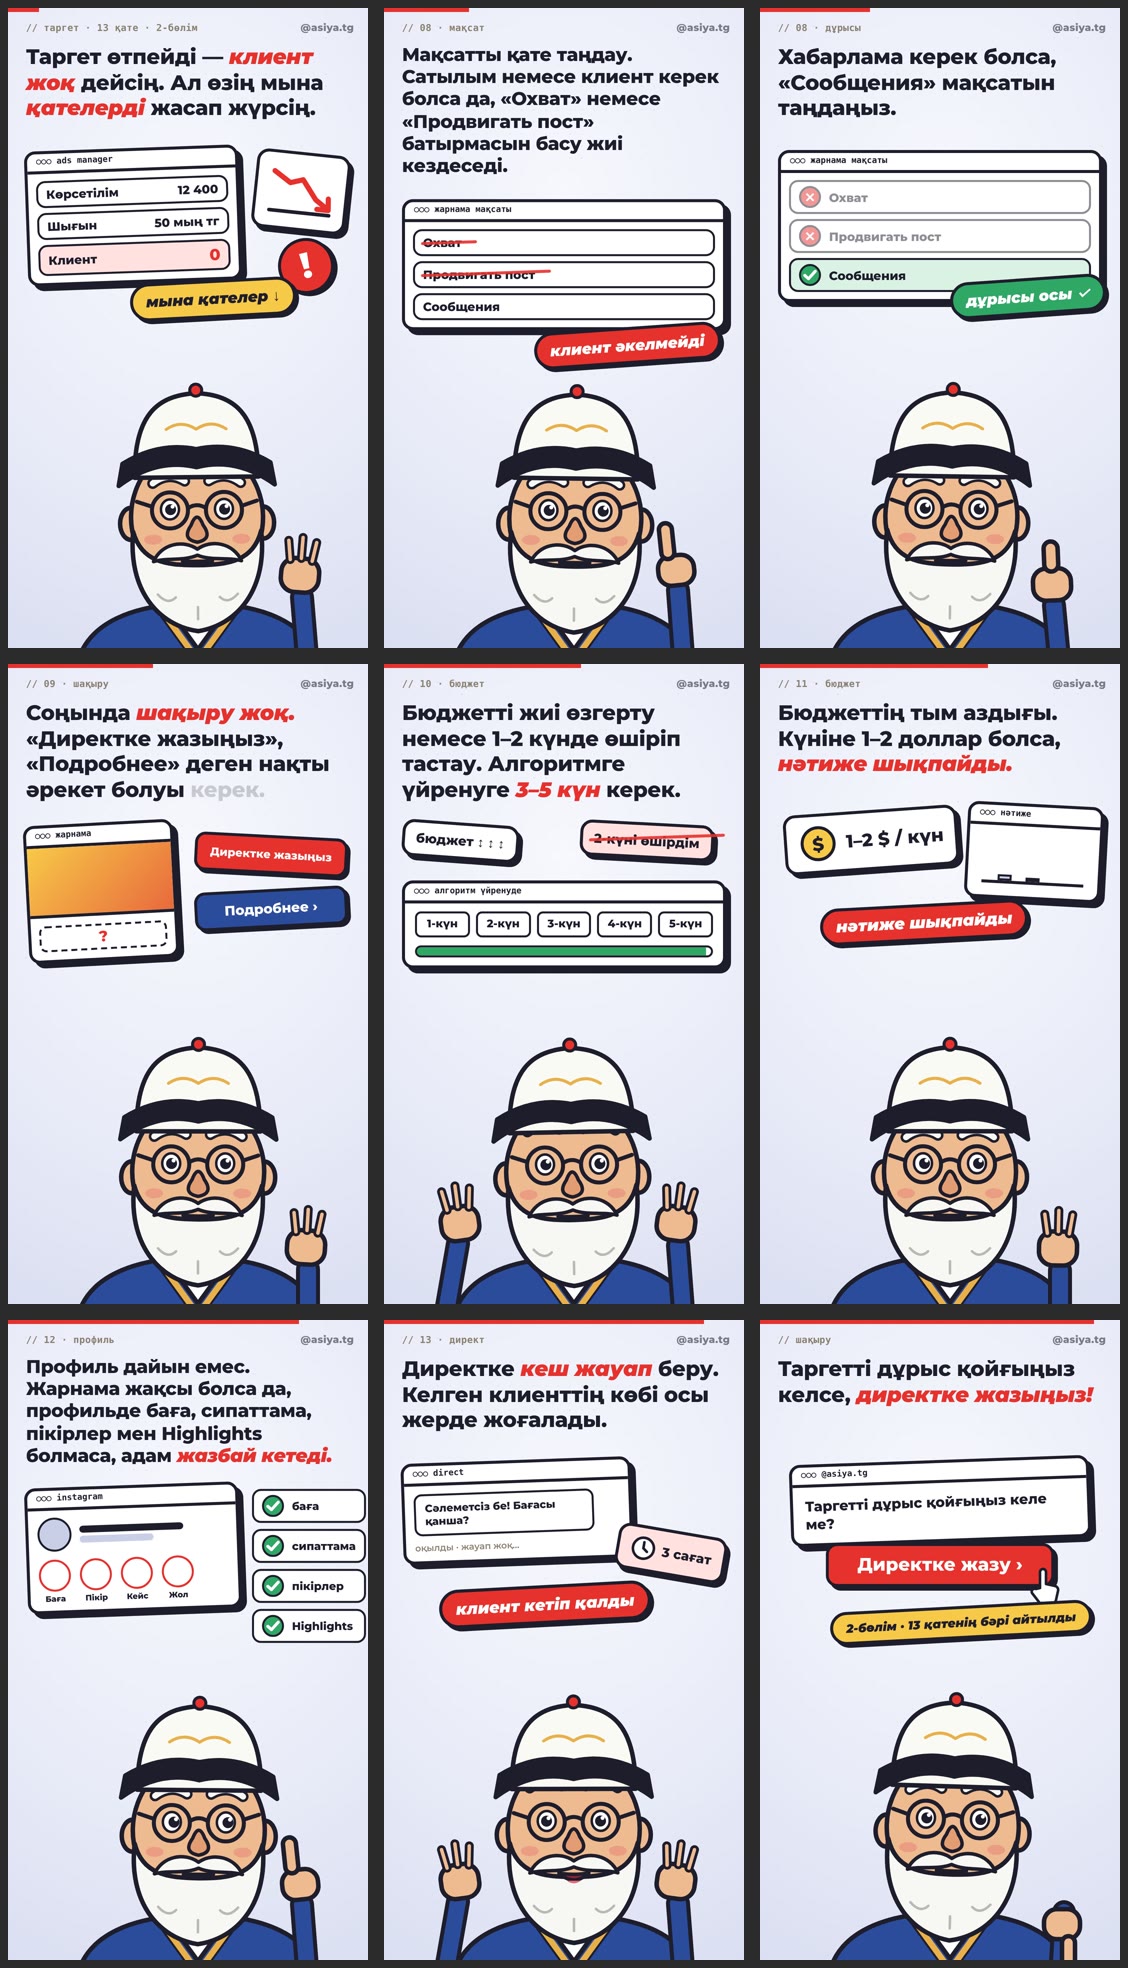 // таргет · 13 қате · 2-бөлім
@asiya.tg
Таргет өтпейді — клиент
жоқ дейсің. Ал өзің мына
қателерді жасап жүрсің.
ads manager
Көрсетілім 12 400
Шығын 50 мың тг
Клиент 0
!
мына қателер ↓
// 08 · мақсат
@asiya.tg
Мақсатты қате таңдау.
Сатылым немесе клиент керек
болса да, «Охват» немесе
«Продвигать пост»
батырмасын басу жиі
кездеседі.
жарнама мақсаты
Охват
Продвигать пост
Сообщения
клиент әкелмейді
// 08 · дұрысы
@asiya.tg
Хабарлама керек болса,
«Сообщения» мақсатын
таңдаңыз.
жарнама мақсаты
Охват
Продвигать пост
Сообщения
дұрысы осы ✓
// 09 · шақыру
@asiya.tg
Соңында шақыру жоқ.
«Директке жазыңыз»,
«Подробнее» деген нақты
әрекет болуы керек.
жарнама
?
Директке жазыңыз
Подробнее ›
// 10 · бюджет
@asiya.tg
Бюджетті жиі өзгерту
немесе 1–2 күнде өшіріп
тастау. Алгоритмге
үйренуге 3–5 күн керек.
бюджет ↕ ↕ ↕
2-күні өшірдім
алгоритм үйренуде
1-күн 2-күн 3-күн 4-күн 5-күн
// 11 · бюджет
@asiya.tg
Бюджеттің тым аздығы.
Күніне 1–2 доллар болса,
нәтиже шықпайды.
$ 1–2 $ / күн
нәтиже
нәтиже шықпайды
// 12 · профиль
@asiya.tg
Профиль дайын емес.
Жарнама жақсы болса да,
профильде баға, сипаттама,
пікірлер мен Highlights
болмаса, адам жазбай кетеді.
instagram
Баға Пікір Кейс Жол
баға
сипаттама
пікірлер
Highlights
// 13 · директ
@asiya.tg
Директке кеш жауап беру.
Келген клиенттің көбі осы
жерде жоғалады.
direct
Сәлеметсіз бе! Бағасы
қанша?
оқылды · жауап жоқ...
3 сағат
клиент кетіп қалды
// шақыру
@asiya.tg
Таргетті дұрыс қойғыңыз
келсе, директке жазыңыз!
@asiya.tg
Таргетті дұрыс қойғыңыз келе
ме?
Директке жазу ›
2-бөлім · 13 қатенің бәрі айтылды